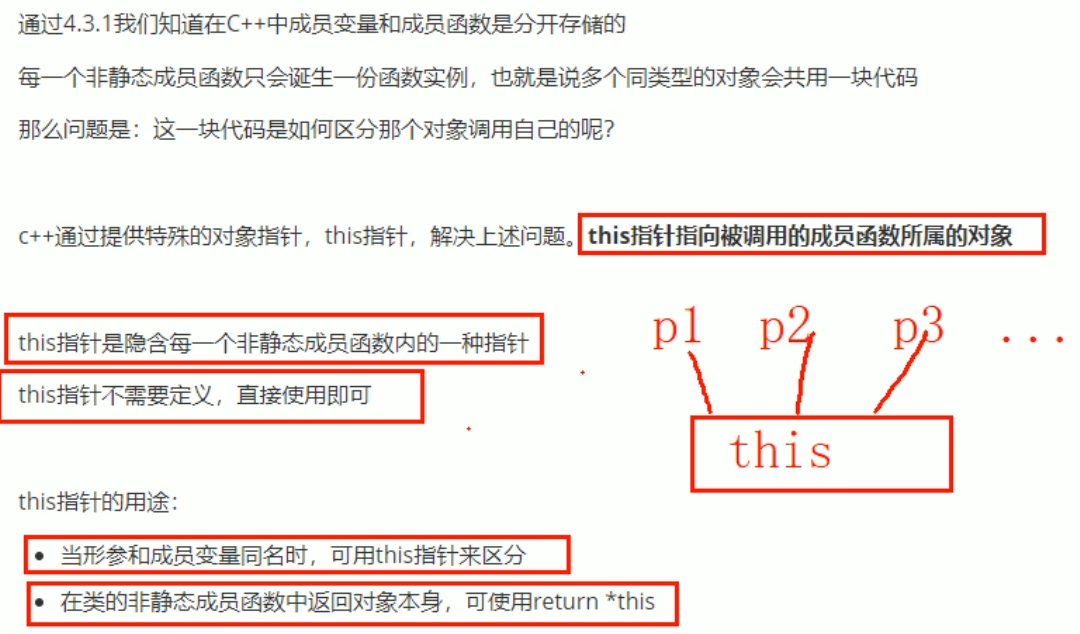 通过4.3.1我们知道在C++中成员变量和成员函数是分开存储的
每一个非静态成员函数只会诞生一份函数实例，也就是说多个同类型的对象会共用一块代码
那么问题是：这一块代码是如何区分那个对象调用自己的呢？
c++通过提供特殊的对象指针，this指针，解决上述问题。this指针指向被调用的成员函数所属的对象
p1 p2 p3 ...
this指针是隐含每一个非静态成员函数内的一种指针
this指针不需要定义，直接使用即可
this
this指针的用途：
• 当形参和成员变量同名时，可用this指针来区分
• 在类的非静态成员函数中返回对象本身，可使用return *this